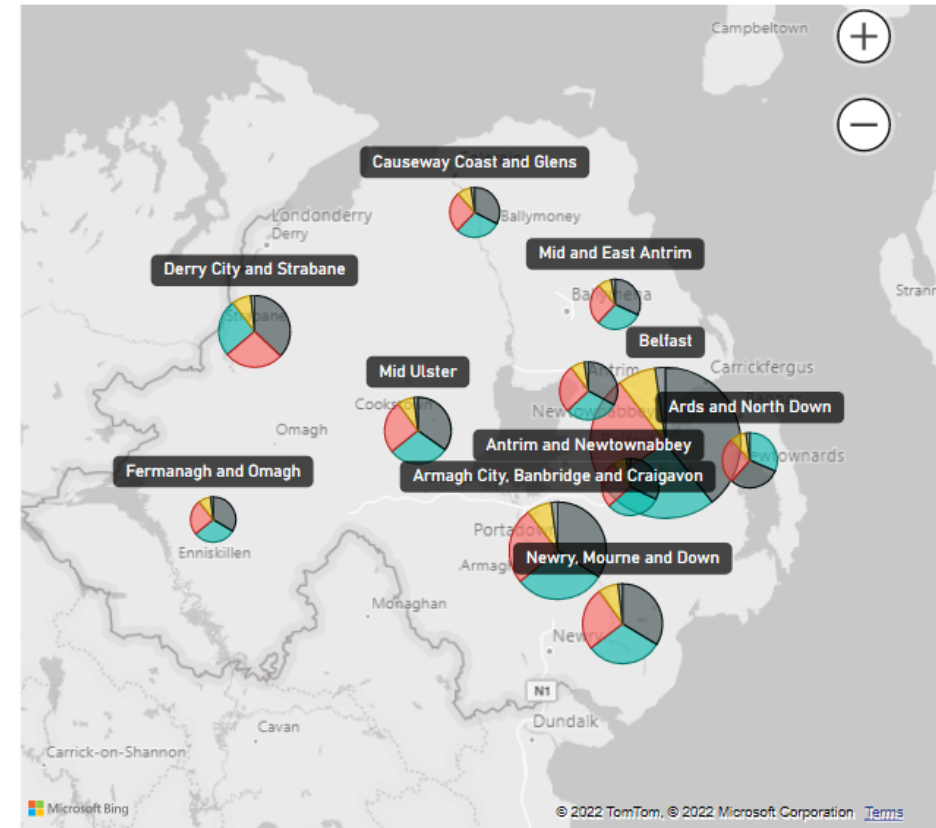 Campbeltown
+
−
Causeway Coast and Glens
Londonderry
Derry
Ballymoney
Mid and East Antrim
Derry City and Strabane
Ballymena
Strabane
Belfast
Mid Ulster
Antrim
Carrickfergus
Cookstown
Newtownabbey
Ards and North Down
Omagh
Antrim and Newtownabbey
Newtownards
Fermanagh and Omagh
Armagh City, Banbridge and Craigavon
Portadown
Enniskillen
Newry, Mourne and Down
Armagh
Monaghan
Newry
N1
Dundalk
Cavan
Carrick-on-Shannon
Microsoft Bing
© 2022 TomTom, © 2022 Microsoft Corporation Terms